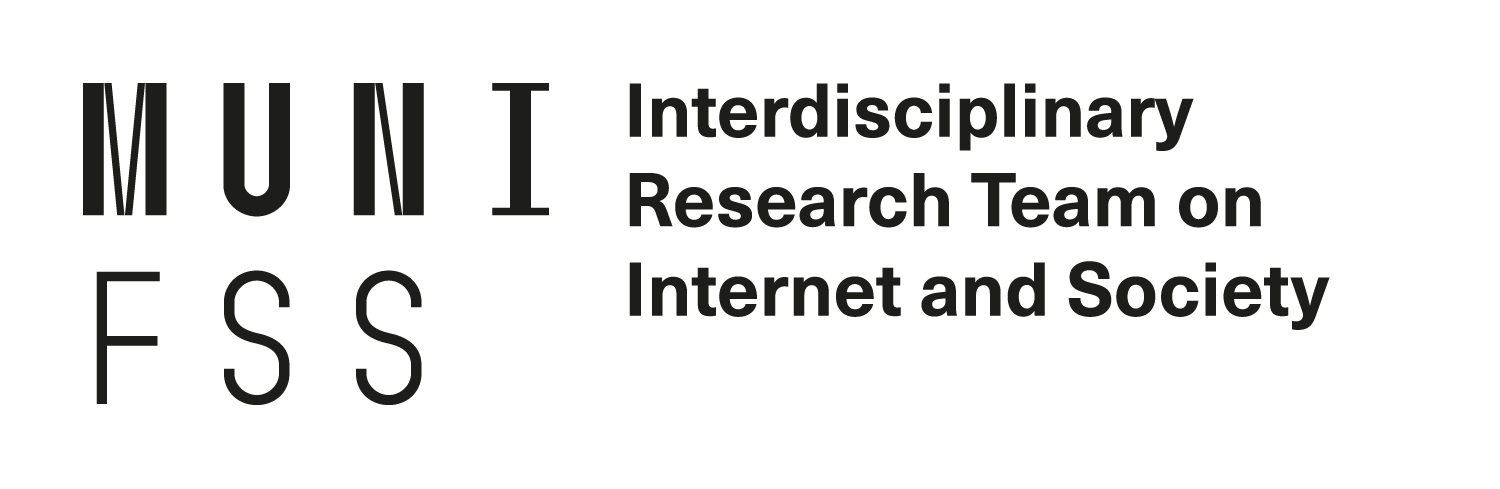 MUNI
FSS
Interdisciplinary
Research Team on
Internet and Society